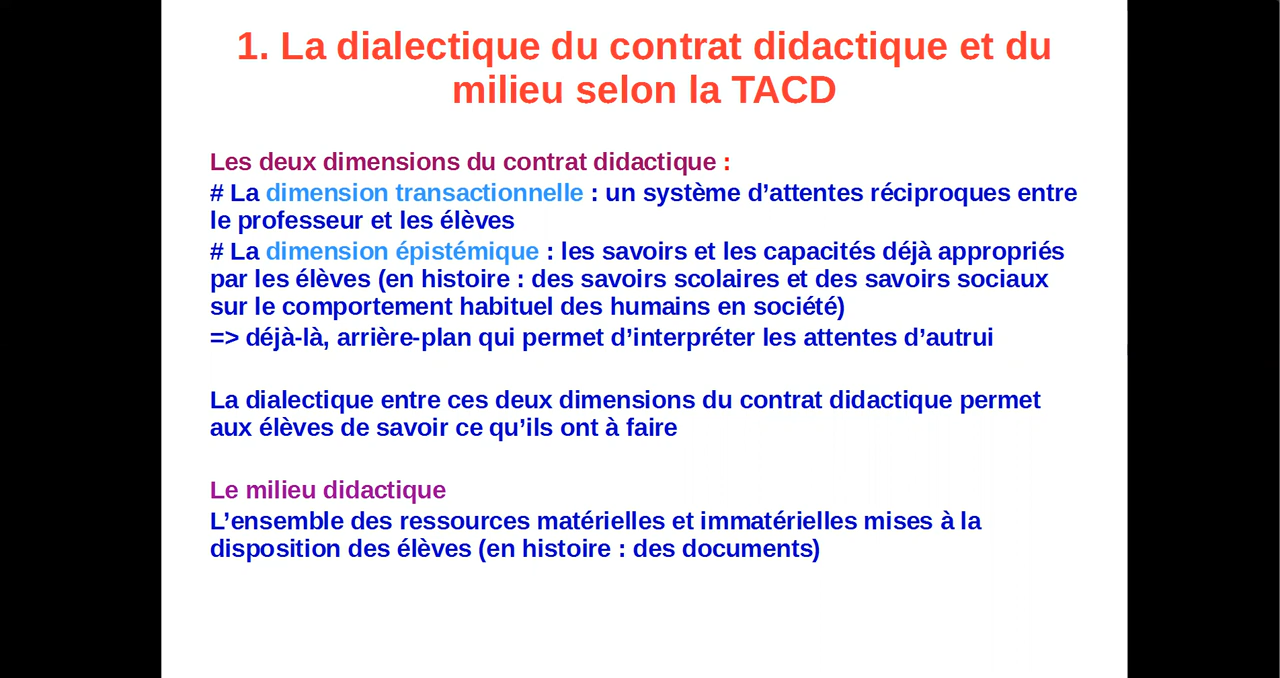 1. La dialectique du contrat didactique et du
milieu selon la TACD
Les deux dimensions du contrat didactique :
# La dimension transactionnelle : un système d’attentes réciproques entre
le professeur et les élèves
# La dimension épistémique : les savoirs et les capacités déjà appropriés
par les élèves (en histoire : des savoirs scolaires et des savoirs sociaux
sur le comportement habituel des humains en société)
=> déjà-là, arrière-plan qui permet d’interpréter les attentes d’autrui
La dialectique entre ces deux dimensions du contrat didactique permet
aux élèves de savoir ce qu’ils ont à faire
Le milieu didactique
L’ensemble des ressources matérielles et immatérielles mises à la
disposition des élèves (en histoire : des documents)